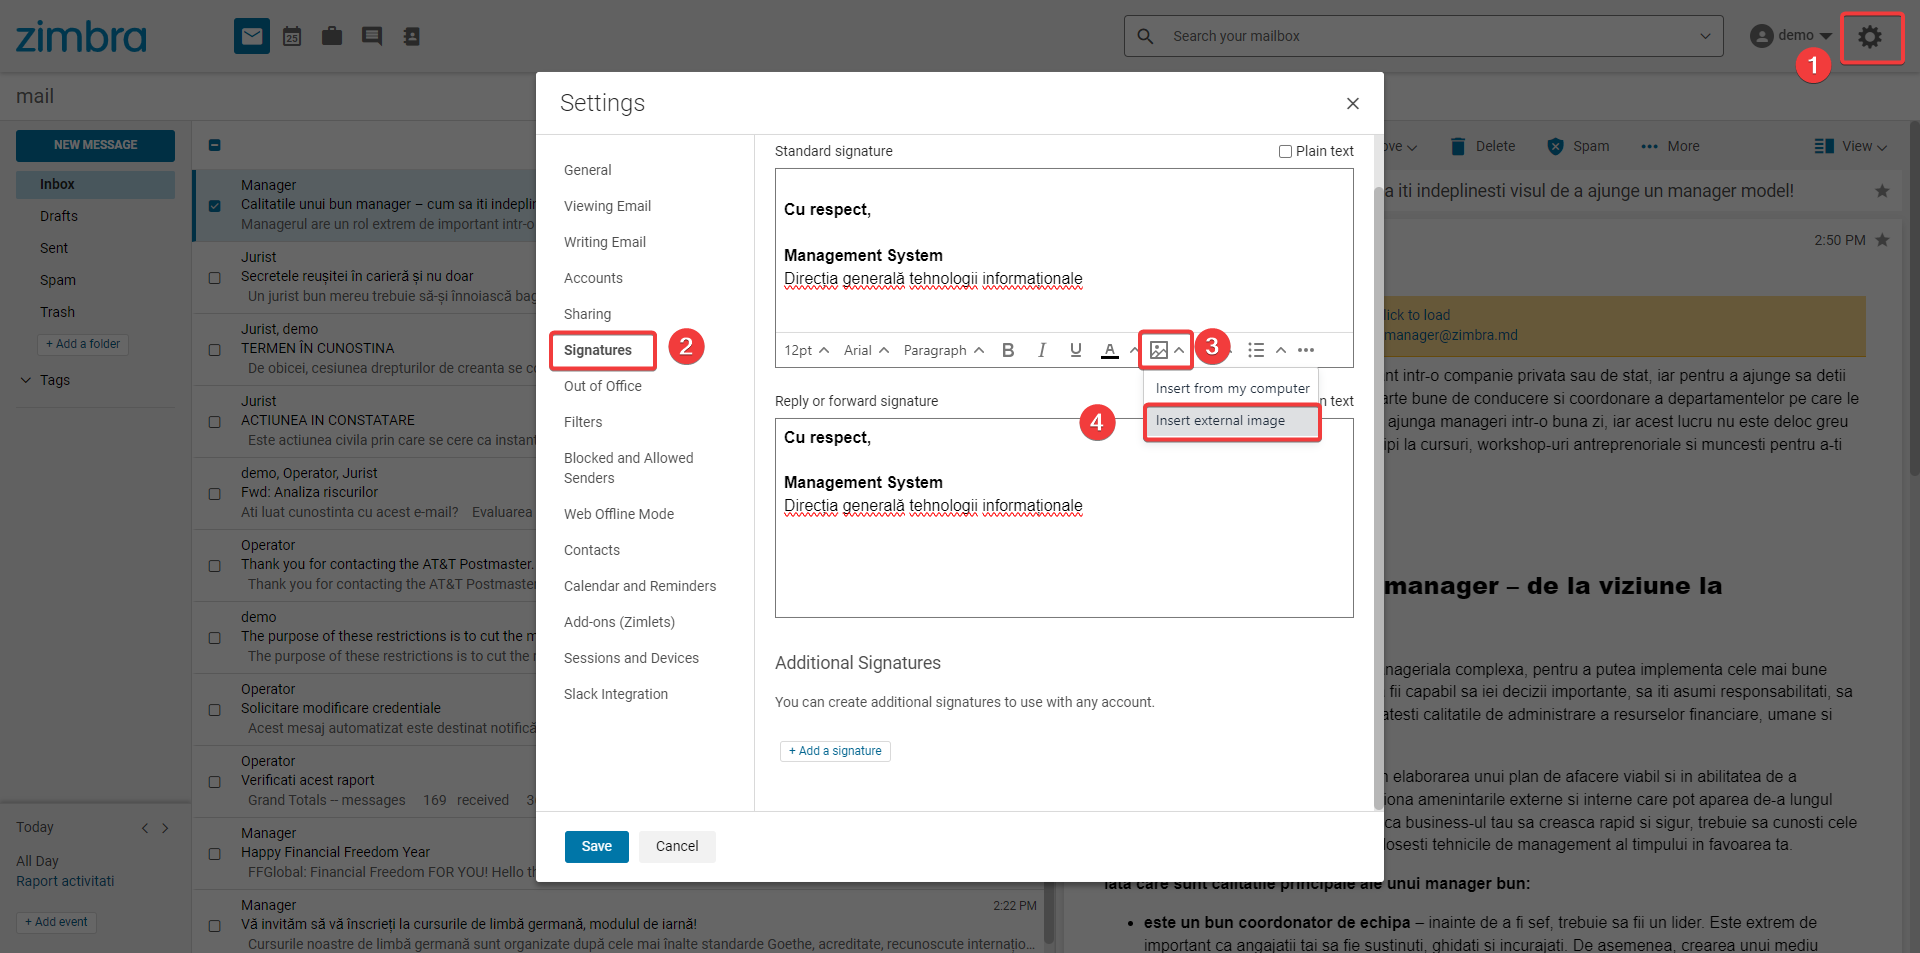 zimbra
25
Search your mailbox
demo
1
mail
NEW MESSAGE
Inbox
Drafts
Sent
Spam
Trash
+ Add a folder
Tags
Today
All Day
Raport activitati
+ Add event
Manager
Calitatile unui bun manager – cum sa iti indeplin
Managerul are un rol extrem de important intr-o
Jurist
Secretele reușitei în carieră și nu doar
Un jurist bun mereu trebuie să-și înnoiască bag
Jurist, demo
TERMEN ÎN CUNOSTINA
De obicei, cesiunea drepturilor de creanta se c
Jurist
ACTIUNEA IN CONSTATARE
Este actiunea civila prin care se cere ca instan
demo, Operator, Jurist
Fwd: Analiza riscurilor
Ati luat cunostinta cu acest e-mail? Evaluarea
Operator
Thank you for contacting the AT&T Postmaster.
Thank you for contacting the AT&T Postmaster
demo
The purpose of these restrictions is to cut the m
The purpose of these restrictions is to cut the
Operator
Solicitare modificare credentiale
Acest mesaj automatizat este destinat notifică
Operator
Verificati acest raport
Grand Totals -- messages 169 received 3
Manager
Happy Financial Freedom Year
FFGlobal: Financial Freedom FOR YOU! Hello t
Manager
2:22 PM
Vă invităm să vă înscrieți la cursurile de limbă germană, modulul de iarnă!
Cursurile noastre de limbă germană sunt organizate după cele mai înalte standarde Goethe, acreditate, recunoscute internațio...
Settings
General
Viewing Email
Writing Email
Accounts
Sharing
Signatures
2
Out of Office
Filters
Blocked and Allowed
Senders
Web Offline Mode
Contacts
Calendar and Reminders
Add-ons (Zimlets)
Sessions and Devices
Slack Integration
Standard signature
Plain text
Cu respect,
Management System
Direcția generală tehnologii informaționale
12pt Arial Paragraph B I U A
3
Insert from my computer
4
Insert external image
Reply or forward signature
n text
Cu respect,
Management System
Direcția generală tehnologii informaționale
Additional Signatures
You can create additional signatures to use with any account.
+ Add a signature
Save
Cancel
ove
Delete
Spam
More
View
a iti indeplinesti visul de a ajunge un manager model!
2:50 PM
lick to load
manager@zimbra.md
nt intr-o companie privata sau de stat, iar pentru a ajunge sa detii
arte bune de conducere si coordonare a departamentelor pe care le
ajunga manageri intr-o buna zi, iar acest lucru nu este deloc greu
ipi la cursuri, workshop-uri antreprenoriale si muncesti pentru a-ti
manager – de la viziune la
nageriala complexa, pentru a putea implementa cele mai bune
fii capabil sa iei decizii importante, sa iti asumi responsabilitati, sa
atesti calitatile de administrare a resurselor financiare, umane si
n elaborarea unui plan de afacere viabil si in abilitatea de a
iona amenintarile externe si interne care pot aparea de-a lungul
ca business-ul tau sa creasca rapid si sigur, trebuie sa cunosti cele
losesti tehnicile de management al timpului in favoarea ta.
Iata care sunt calitatile principale ale unui manager bun:
• este un bun coordonator de echipa – inainte de a fi sef, trebuie sa fii un lider. Este extrem de
important ca angajatii tai sa fie sustinuti, ghidati si incurajati. De asemenea, crearea unui mediu